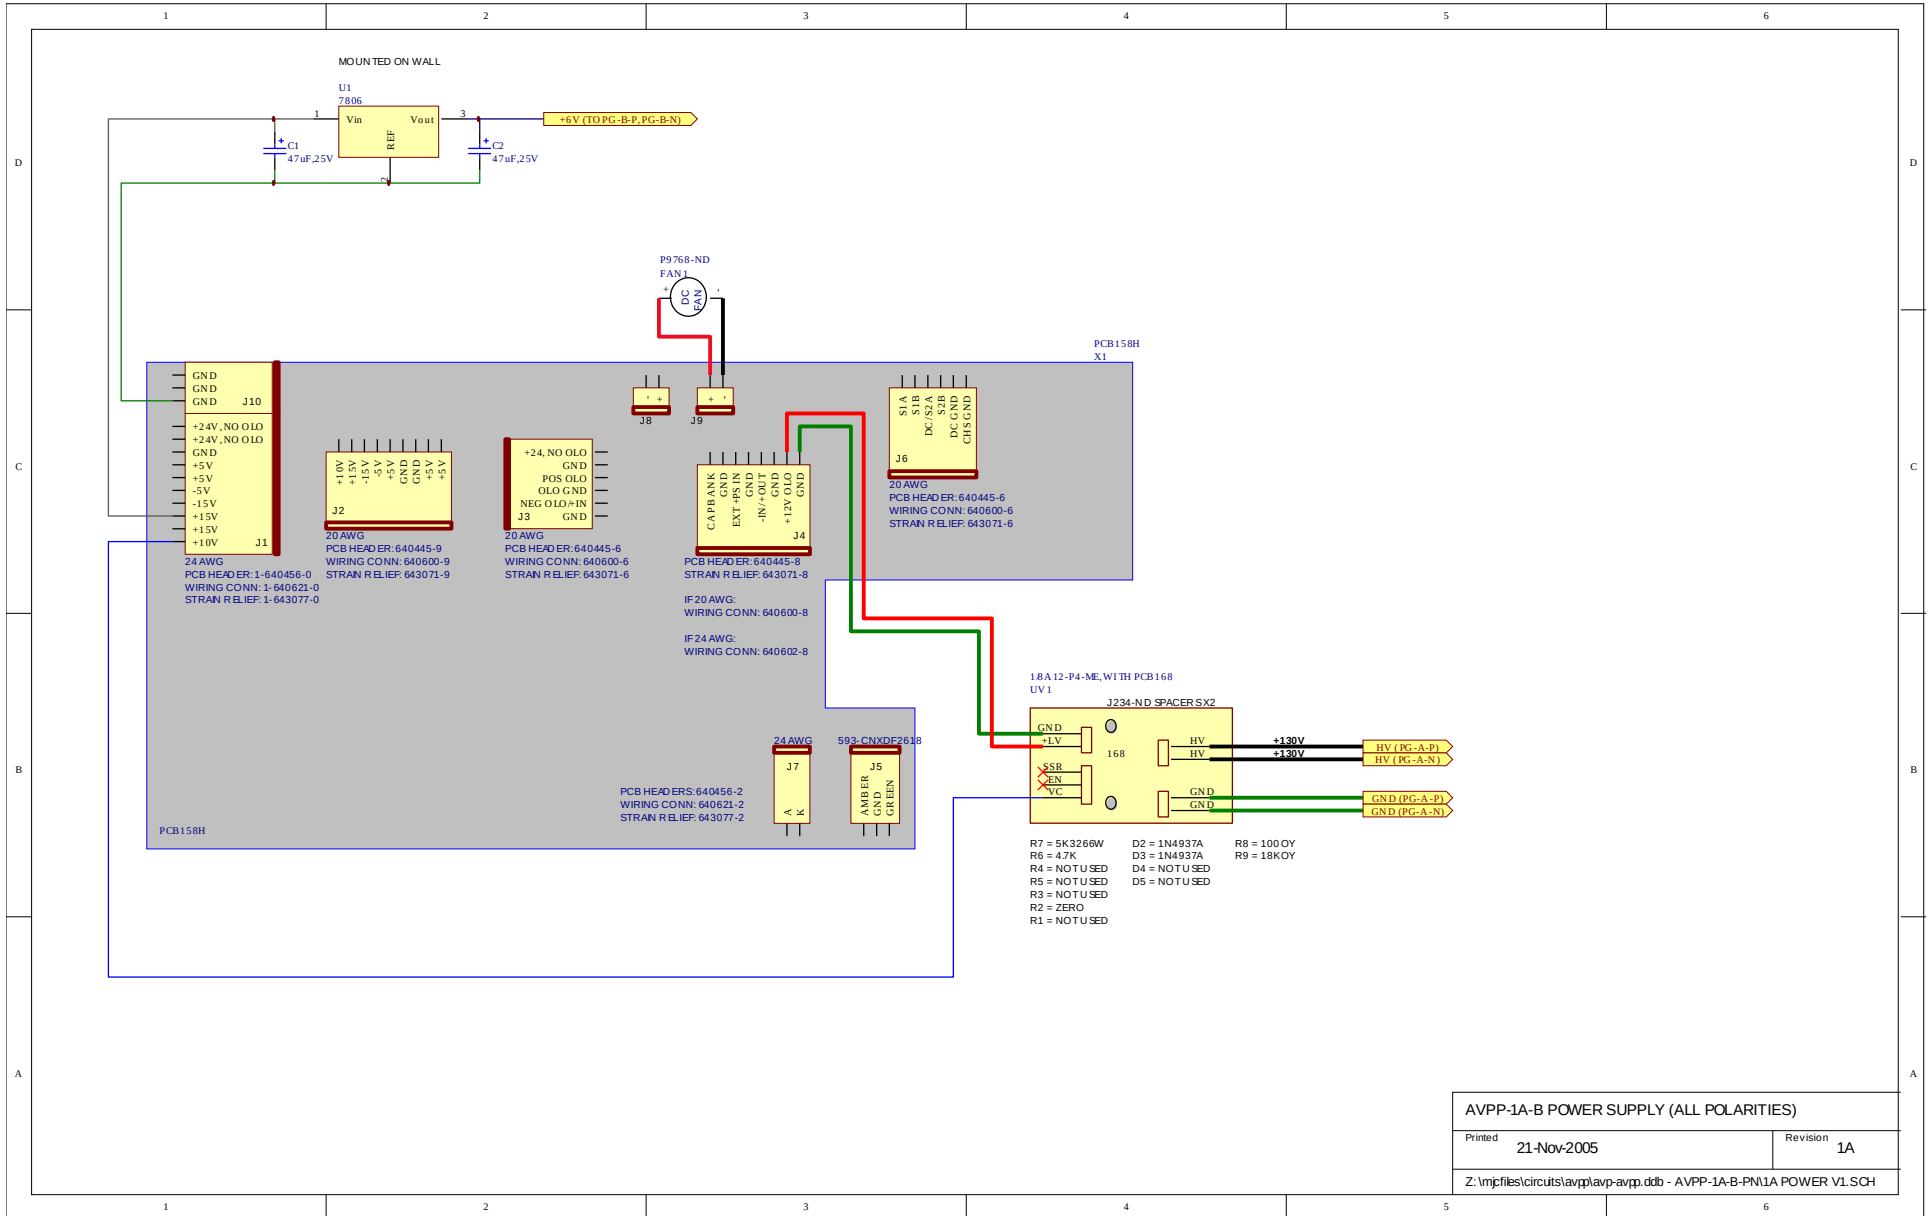 1 2 3 4 5 6
MOUNTED ON WALL
U1
7806
1 Vin Vout 3
REF
2
+6V (TO PG-B-P, PG-B-N)
+ C1
47uF,25V
+ C2
47uF,25V
D D
P9768-ND
FAN1
+ DC FAN -
PCB158H
X1
GND
GND
GND J10
+24V, NO OLO
+24V, NO OLO
GND
+5V
+5V
-5V
-15V
+15V
+15V
+10V J1
24 AWG
PCB HEADER: 1-640456-0
WIRING CONN: 1-640621-0
STRAIN RELIEF: 1-643077-0
C C
+10V
+15V
-15V
-5V
+5V
GND
GND
+5V
+5V
J2
20 AWG
PCB HEADER: 640445-9
WIRING CONN: 640600-9
STRAIN RELIEF: 643071-9
+24, NO OLO
GND
POS OLO
OLO GND
NEG OLO/+IN
J3 GND
20 AWG
PCB HEADER: 640445-6
WIRING CONN: 640600-6
STRAIN RELIEF: 643071-6
- +
J8
+ -
J9
CAP BANK
GND
EXT +PS IN
GND
-IN/+OUT
GND
+12V OLO
GND
J4
PCB HEADER: 640445-8
STRAIN RELIEF: 643071-8
IF 20 AWG:
WIRING CONN: 640600-8
IF 24 AWG:
WIRING CONN: 640602-8
S1A
S1B
DC/S2A
S2B
DC GND
CHS GND
J6
20 AWG
PCB HEADER: 640445-6
WIRING CONN: 640600-6
STRAIN RELIEF: 643071-6
1/8A12-P4-ME, WITH PCB168
UV1
J234-ND SPACERS X2
GND
+LV
168
SSR
EN
VC
HV +130V HV (PG-A-P)
HV +130V HV (PG-A-N)
GND GND (PG-A-P)
GND GND (PG-A-N)
B B
24 AWG
J7
A
K
PCB HEADERS: 640456-2
WIRING CONN: 640621-2
STRAIN RELIEF: 643077-2
593-CNXDF2618
J5
AMBER
GND
GREEN
PCB158H
R7 = 5K 3266W D2 = 1N4937A R8 = 100 OY
R6 = 4.7K D3 = 1N4937A R9 = 18K OY
R4 = NOT USED D4 = NOT USED
R5 = NOT USED D5 = NOT USED
R3 = NOT USED
R2 = ZERO
R1 = NOT USED
A A
AVPP-1A-B POWER SUPPLY (ALL POLARITIES)
Printed 21-Nov-2005 Revision 1A
Z:\mjcfiles\circuits\avpp\avp-avpp.ddb - AVPP-1A-B-PN\1A POWER V1.SCH
1 2 3 4 5 6